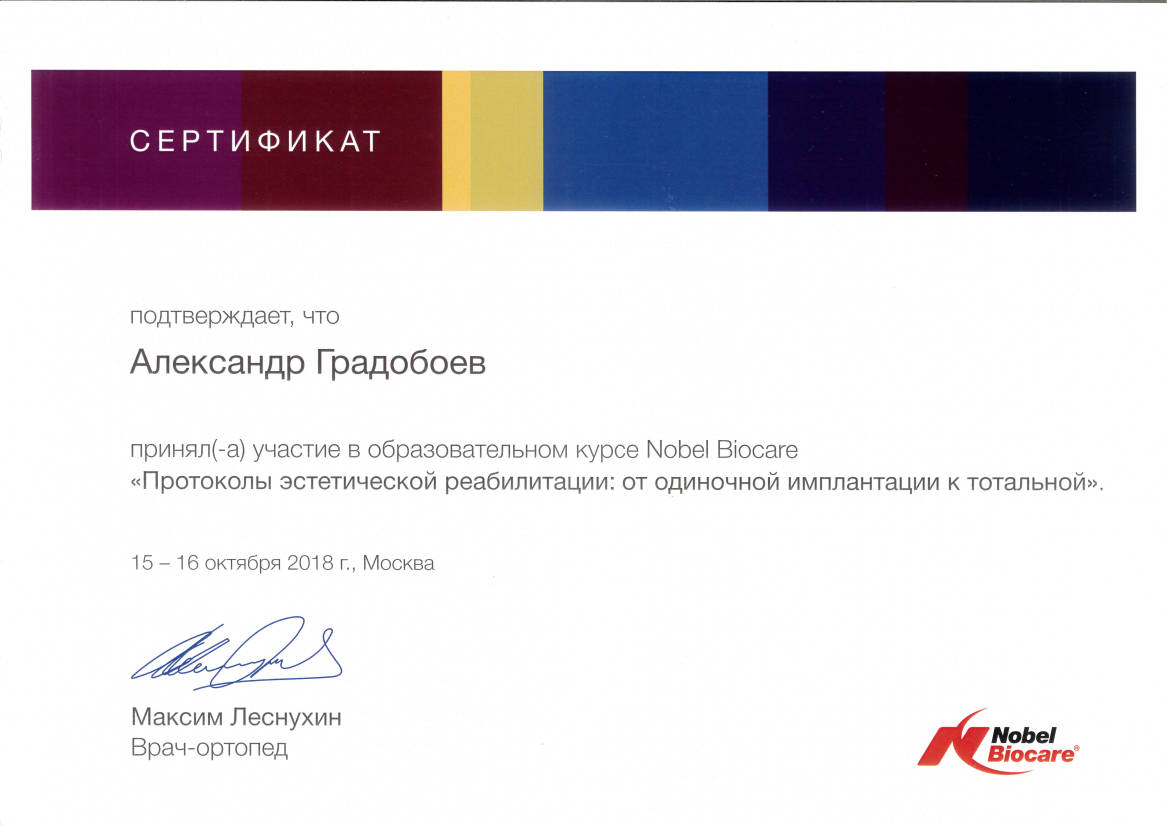 СЕРТИФИКАТ
подтверждает, что
Александр Градобоев
принял(-а) участие в образовательном курсе Nobel Biocare
«Протоколы эстетической реабилитации: от одиночной имплантации к тотальной».
15 – 16 октября 2018 г., Москва
Максим Леснухин
Врач-ортопед
Nobel
Biocare®